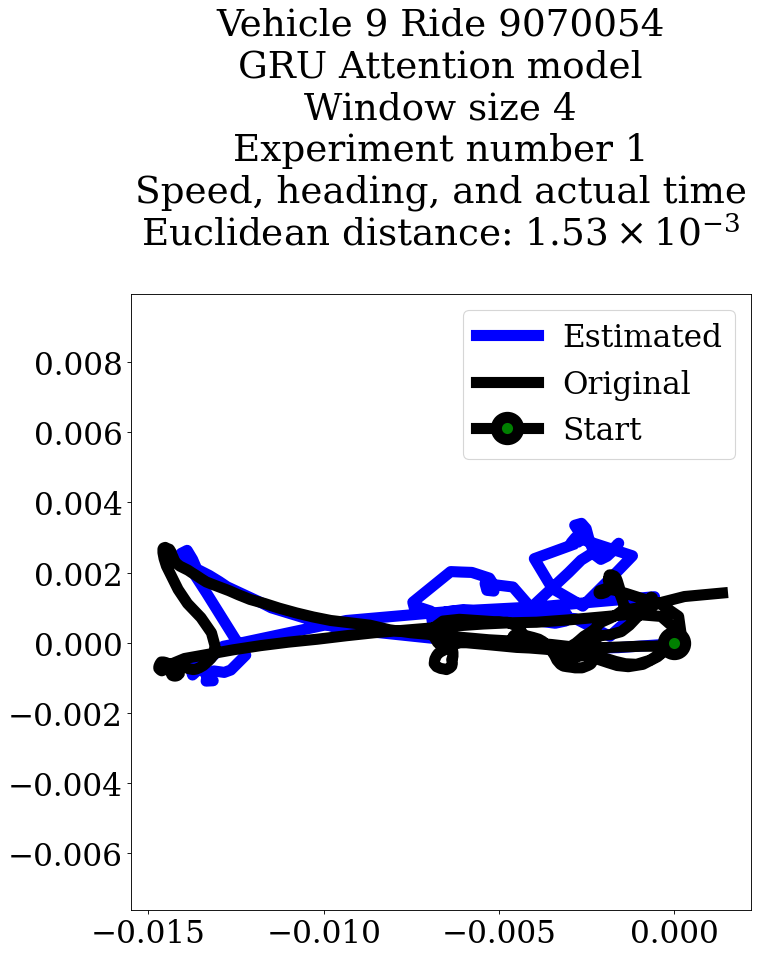 Vehicle 9 Ride 9070054
GRU Attention model
Window size 4
Experiment number 1
Speed, heading, and actual time
Euclidean distance: 1.53 × 10⁻³
Estimated
Original
Start
0.008
0.006
0.004
0.002
0.000
−0.002
−0.004
−0.006
−0.015 −0.010 −0.005 0.000